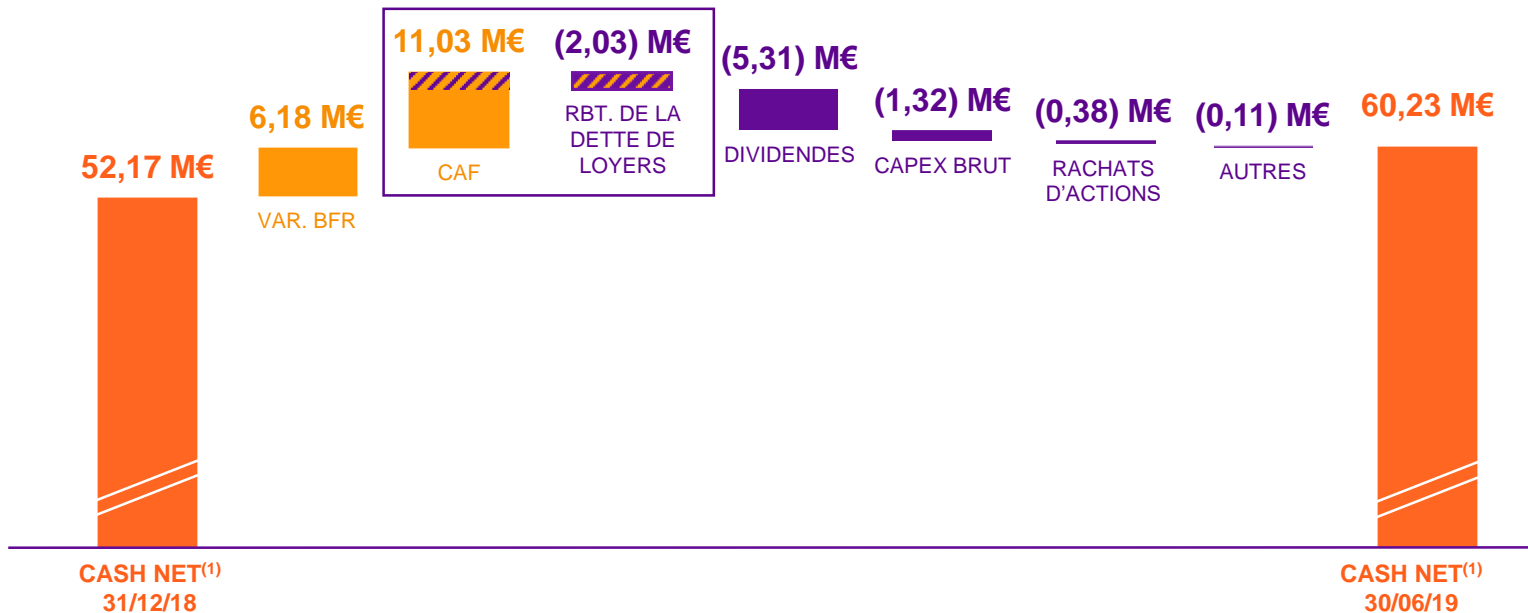 52,17 M€
6,18 M€
VAR. BFR
11,03 M€
CAF
(2,03) M€
RBT. DE LA
DETTE DE
LOYERS
(5,31) M€
DIVIDENDES
(1,32) M€
CAPEX BRUT
(0,38) M€
RACHATS
D'ACTIONS
(0,11) M€
AUTRES
60,23 M€
CASH NET(1)
31/12/18
CASH NET(1)
30/06/19